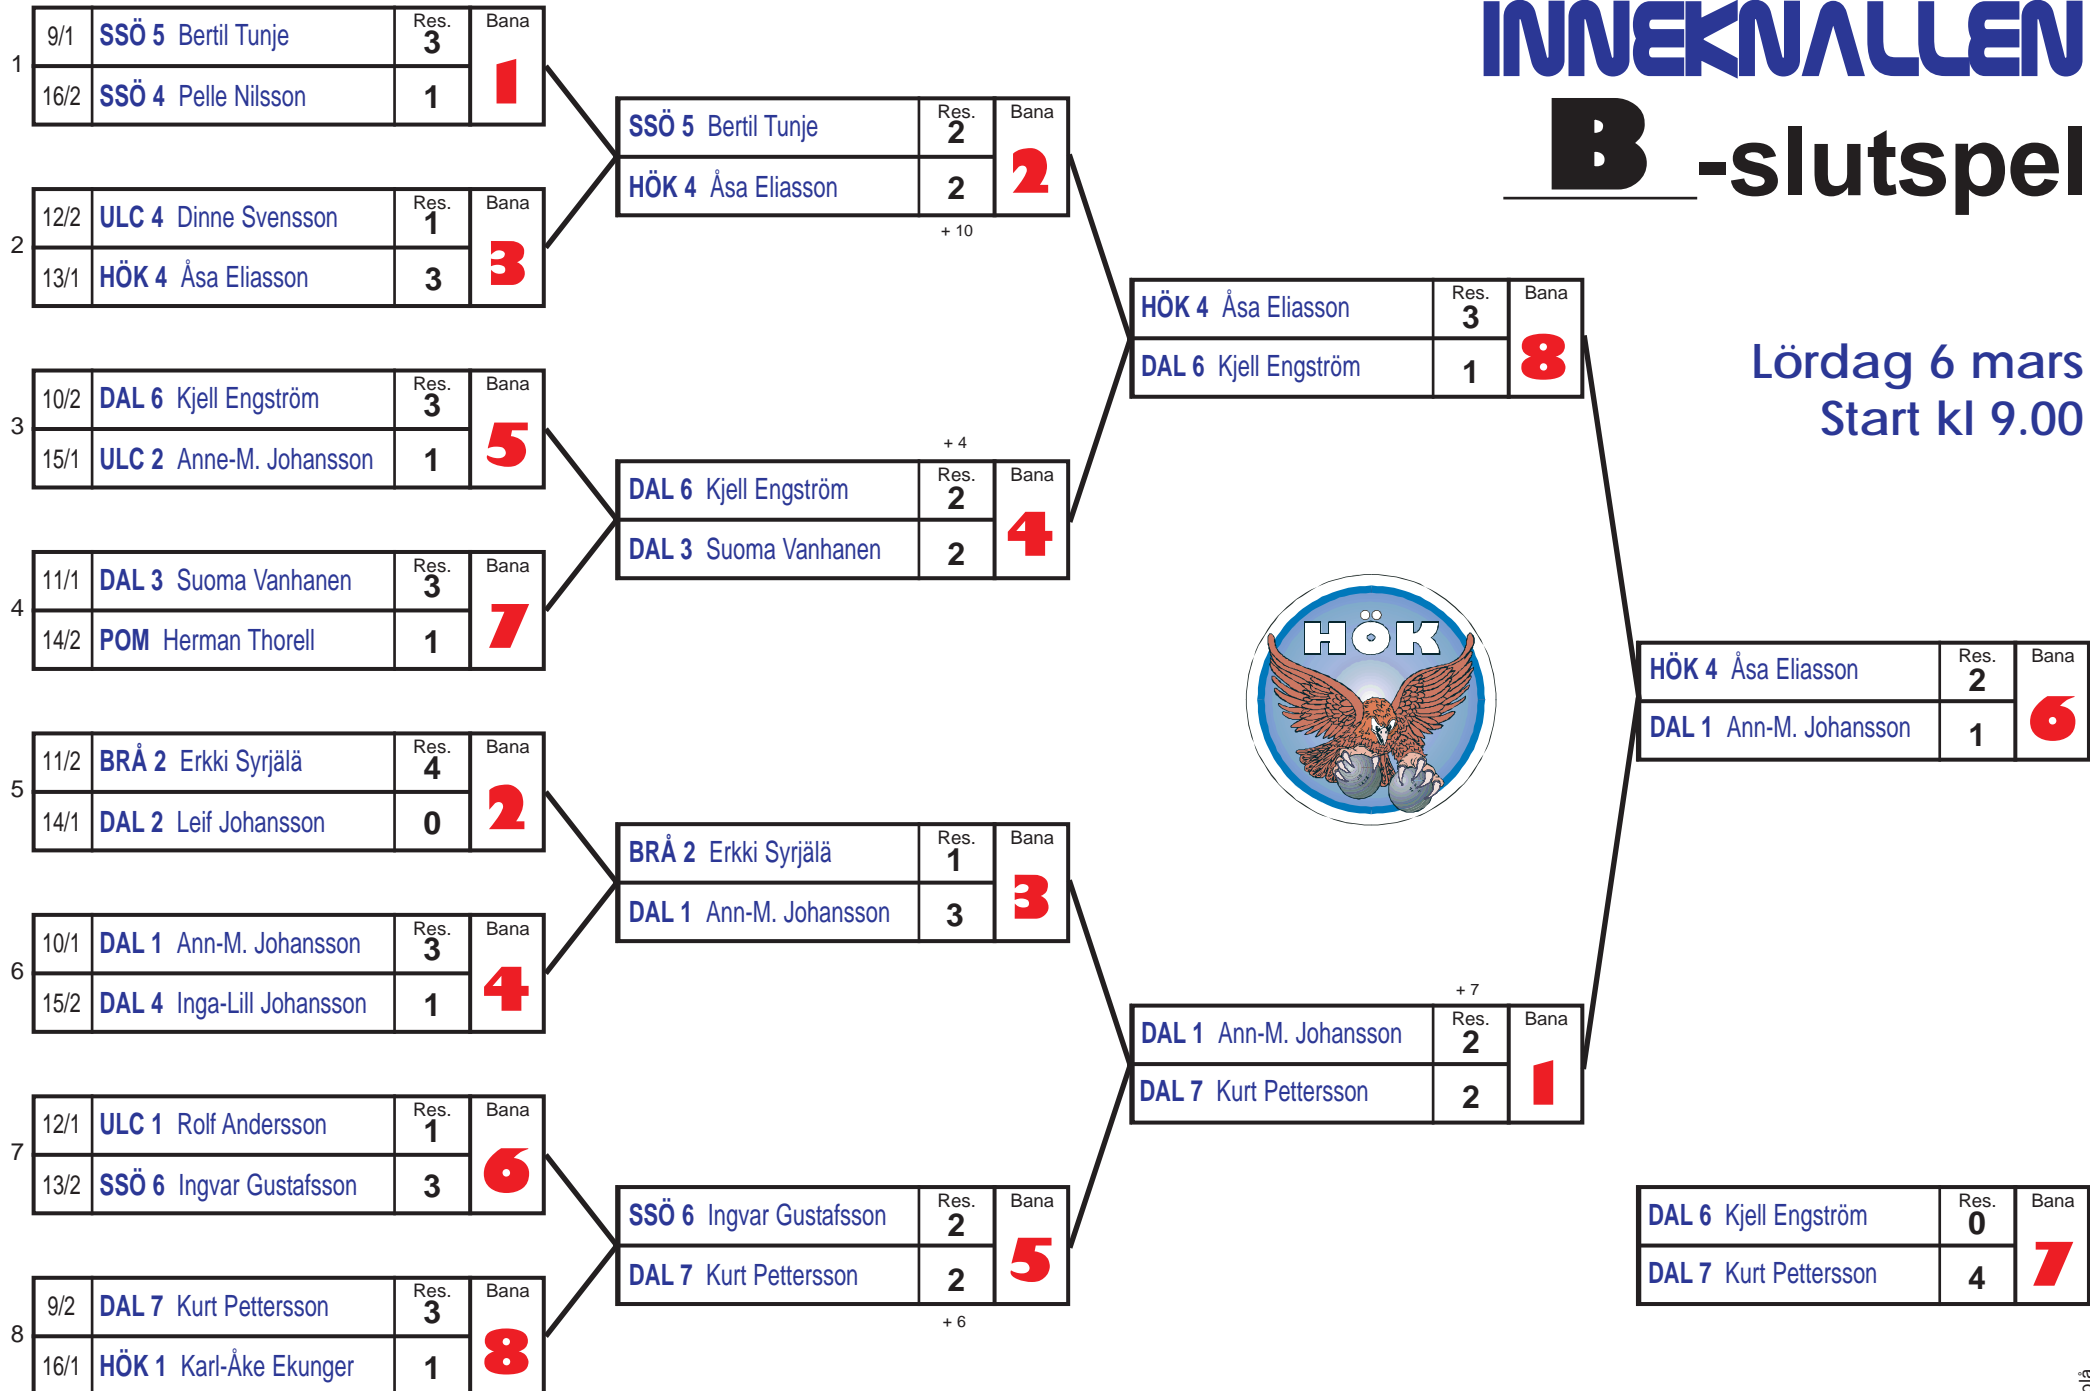 INNEKNALLEN
B -slutspel
Lördag 6 mars
Start kl 9.00
1
9/1 SSÖ 5 Bertil Tunje Res. 3 Bana 1
16/2 SSÖ 4 Pelle Nilsson 1
2
12/2 ULC 4 Dinne Svensson Res. 1 Bana 3
13/1 HÖK 4 Åsa Eliasson 3
3
10/2 DAL 6 Kjell Engström Res. 3 Bana 5
15/1 ULC 2 Anne-M. Johansson 1
4
11/1 DAL 3 Suoma Vanhanen Res. 3 Bana 7
14/2 POM Herman Thorell 1
5
11/2 BRÅ 2 Erkki Syrjälä Res. 4 Bana 2
14/1 DAL 2 Leif Johansson 0
6
10/1 DAL 1 Ann-M. Johansson Res. 3 Bana 4
15/2 DAL 4 Inga-Lill Johansson 1
7
12/1 ULC 1 Rolf Andersson Res. 1 Bana 6
13/2 SSÖ 6 Ingvar Gustafsson 3
8
9/2 DAL 7 Kurt Pettersson Res. 3 Bana 8
16/1 HÖK 1 Karl-Åke Ekunger 1
SSÖ 5 Bertil Tunje Res. 2 Bana 2
HÖK 4 Åsa Eliasson 2
+ 10
+ 4
DAL 6 Kjell Engström Res. 2 Bana 4
DAL 3 Suoma Vanhanen 2
BRÅ 2 Erkki Syrjälä Res. 1 Bana 3
DAL 1 Ann-M. Johansson 3
SSÖ 6 Ingvar Gustafsson Res. 2 Bana 5
DAL 7 Kurt Pettersson 2
+ 6
HÖK 4 Åsa Eliasson Res. 3 Bana 8
DAL 6 Kjell Engström 1
HÖK
+ 7
DAL 1 Ann-M. Johansson Res. 2 Bana 1
DAL 7 Kurt Pettersson 2
HÖK 4 Åsa Eliasson Res. 2 Bana 6
DAL 1 Ann-M. Johansson 1
DAL 6 Kjell Engström Res. 0 Bana 7
DAL 7 Kurt Pettersson 4